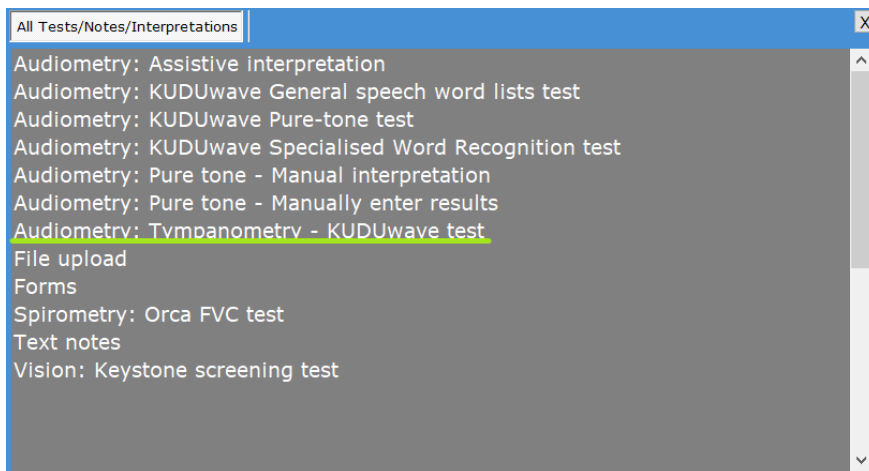 All Tests/Notes/Interpretations
X
Audiometry: Assistive interpretation
Audiometry: KUDUwave General speech word lists test
Audiometry: KUDUwave Pure-tone test
Audiometry: KUDUwave Specialised Word Recognition test
Audiometry: Pure tone - Manual interpretation
Audiometry: Pure tone - Manually enter results
Audiometry: Tympanometry - KUDUwave test
File upload
Forms
Spirometry: Orca FVC test
Text notes
Vision: Keystone screening test